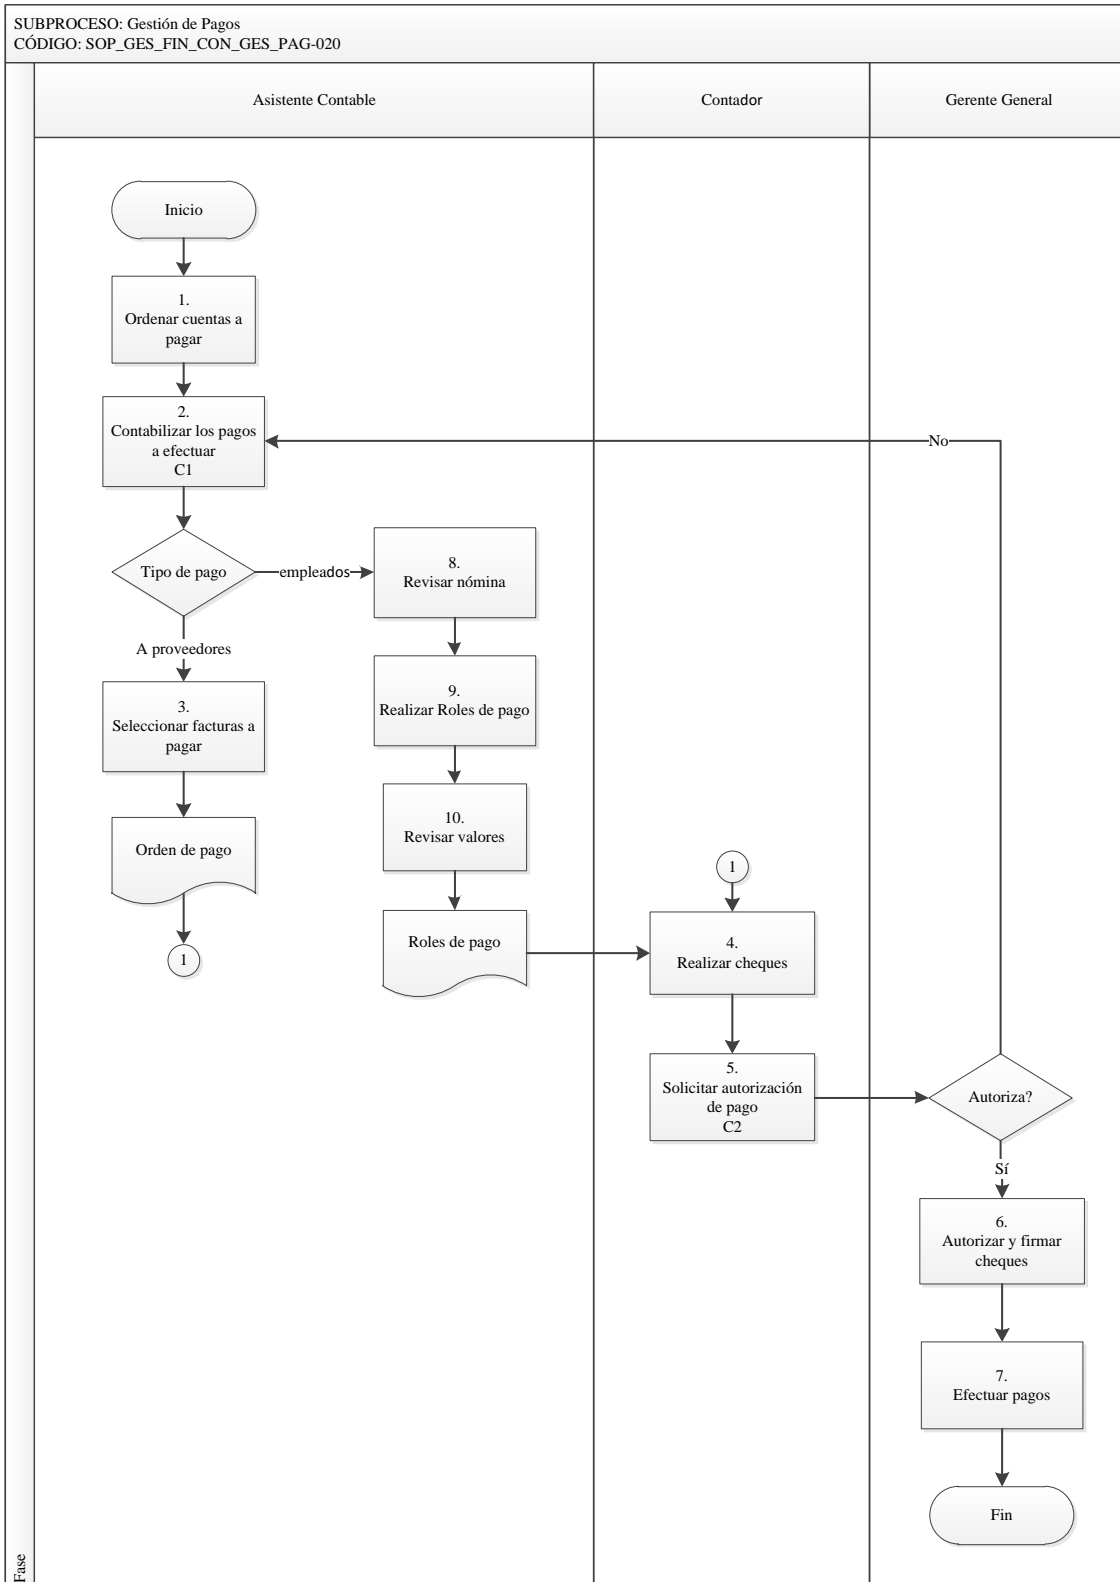 SUBPROCESO: Gestión de Pagos
CÓDIGO: SOP_GES_FIN_CON_GES_PAG-020
Asistente Contable
Contador
Gerente General
Inicio
1.
Ordenar cuentas a
pagar
2.
Contabilizar los pagos
a efectuar
C1
No
Tipo de pago
empleados
8.
Revisar nómina
A proveedores
3.
Seleccionar facturas a
pagar
9.
Realizar Roles de pago
Orden de pago
1
10.
Revisar valores
Roles de pago
1
4.
Realizar cheques
5.
Solicitar autorización
de pago
C2
Autoriza?
Sí
6.
Autorizar y firmar
cheques
7.
Efectuar pagos
Fin
Fase